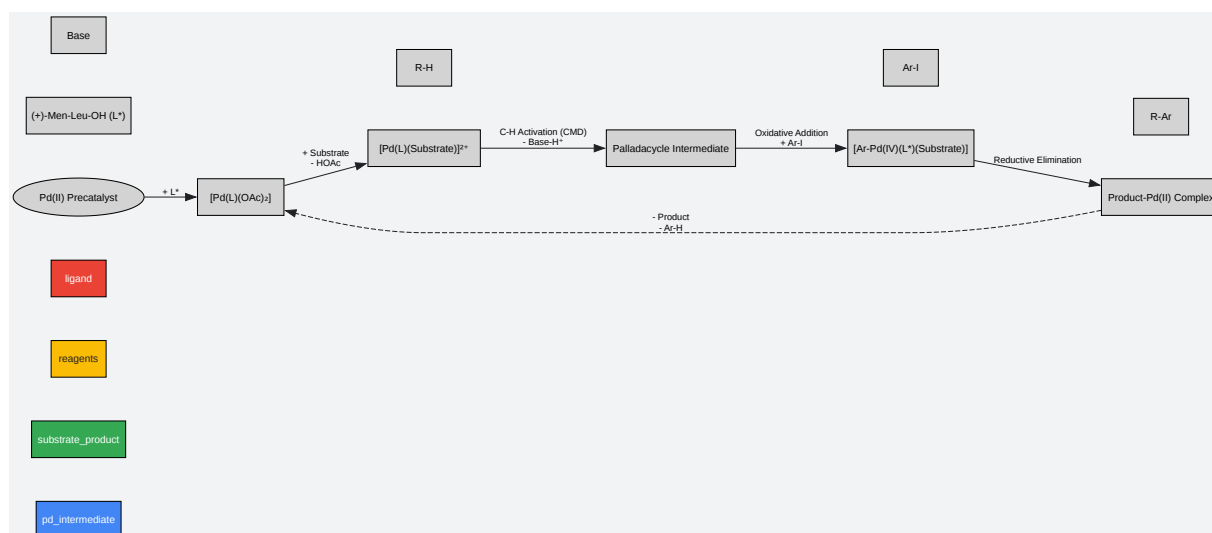 Base
R-H
Ar-I
(+)-Men-Leu-OH (L*)
R-Ar
C-H Activation (CMD)
- Base-H⁺
Oxidative Addition
+ Ar-I
[Pd(L)(Substrate)]²⁺
Palladacycle Intermediate
[Ar-Pd(IV)(L*)(Substrate)]
+ Substrate
- HOAc
Reductive Elimination
Pd(II) Precatalyst
+ L*
[Pd(L)(OAc)₂]
Product-Pd(II) Complex
- Product
- Ar-H
ligand
reagents
substrate_product
pd_intermediate